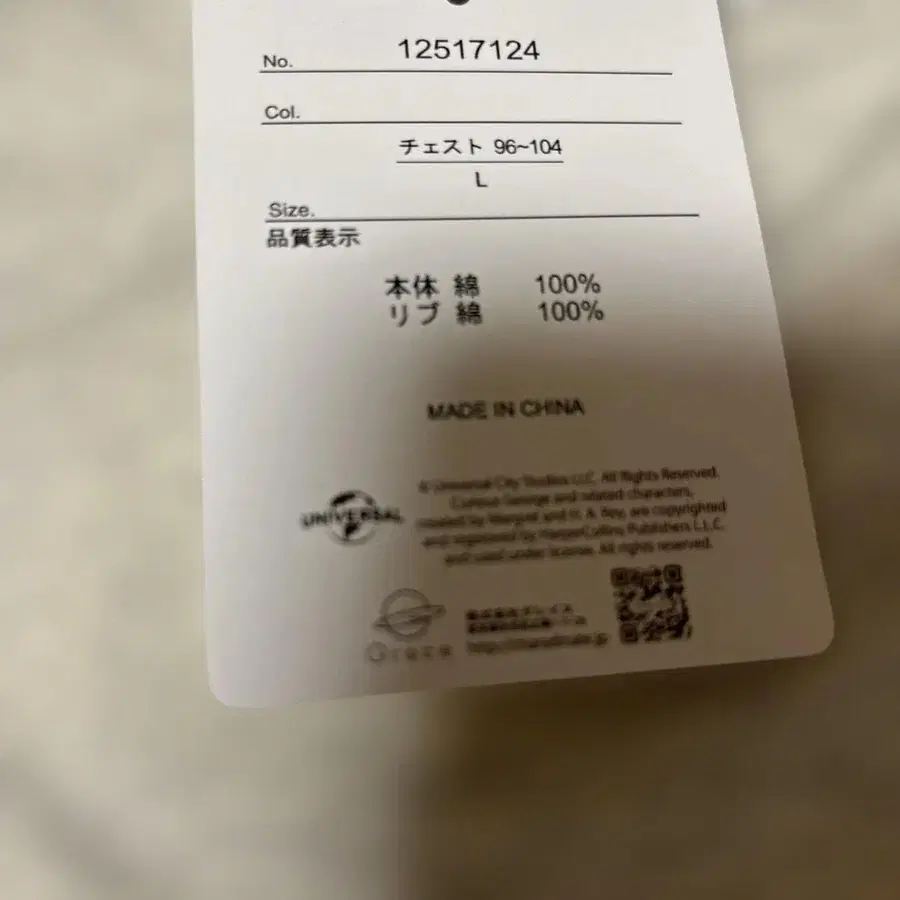 No. 12517124
Col.
チェスト 96~104
L
Size.
品質表示
本体 綿 100%
リブ 綿 100%
MADE IN CHINA
© Universal City Studios LLC. All Rights Reserved.
Curious George and related characters,
created by Margret and H. A. Rey, are copyrighted
and registered by HarperCollins Publishers L.L.C.
and used under license. All rights reserved.
UNIVERSAL
Grace